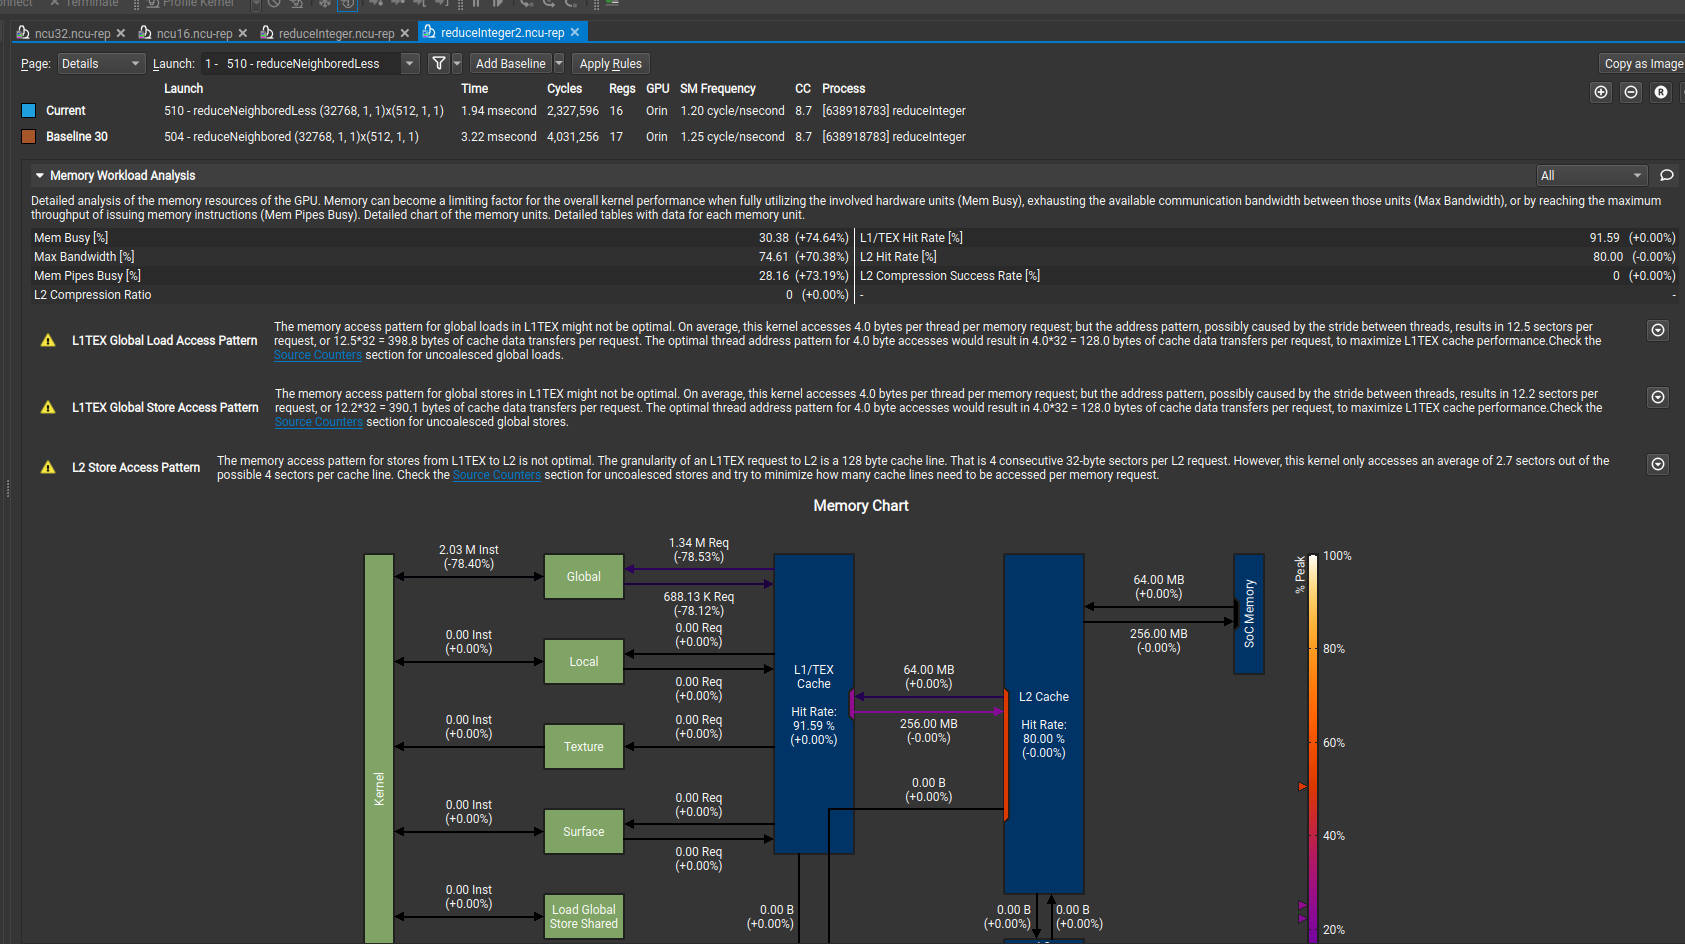 Terminate Profile Kernel
ncu32.ncu-rep ncu16.ncu-rep reduceInteger.ncu-rep reduceInteger2.ncu-rep
Page: Details Launch: 1 - 510 - reduceNeighboredLess Add Baseline Apply Rules Copy as Image
Launch Time Cycles Regs GPU SM Frequency CC Process
Current 510 - reduceNeighboredLess (32768, 1, 1)x(512, 1, 1) 1.94 msecond 2,327,596 16 Orin 1.20 cycle/nsecond 8.7 [638918783] reduceInteger
Baseline 30 504 - reduceNeighbored (32768, 1, 1)x(512, 1, 1) 3.22 msecond 4,031,256 17 Orin 1.25 cycle/nsecond 8.7 [638918783] reduceInteger
Memory Workload Analysis All
Detailed analysis of the memory resources of the GPU. Memory can become a limiting factor for the overall kernel performance when fully utilizing the involved hardware units (Mem Busy), exhausting the available communication bandwidth between those units (Max Bandwidth), or by reaching the maximum
throughput of issuing memory instructions (Mem Pipes Busy). Detailed chart of the memory units. Detailed tables with data for each memory unit.
Mem Busy [%] 30.38 (+74.64%) L1/TEX Hit Rate [%] 91.59 (+0.00%)
Max Bandwidth [%] 74.61 (+70.38%) L2 Hit Rate [%] 80.00 (-0.00%)
Mem Pipes Busy [%] 28.16 (+73.19%) L2 Compression Success Rate [%] 0 (+0.00%)
L2 Compression Ratio 0 (+0.00%) - -
L1TEX Global Load Access Pattern
The memory access pattern for global loads in L1TEX might not be optimal. On average, this kernel accesses 4.0 bytes per thread per memory request; but the address pattern, possibly caused by the stride between threads, results in 12.5 sectors per
request, or 12.5*32 = 398.8 bytes of cache data transfers per request. The optimal thread address pattern for 4.0 byte accesses would result in 4.0*32 = 128.0 bytes of cache data transfers per request, to maximize L1TEX cache performance.Check the
Source Counters section for uncoalesced global loads.
L1TEX Global Store Access Pattern
The memory access pattern for global stores in L1TEX might not be optimal. On average, this kernel accesses 4.0 bytes per thread per memory request; but the address pattern, possibly caused by the stride between threads, results in 12.2 sectors per
request, or 12.2*32 = 390.1 bytes of cache data transfers per request. The optimal thread address pattern for 4.0 byte accesses would result in 4.0*32 = 128.0 bytes of cache data transfers per request, to maximize L1TEX cache performance.Check the
Source Counters section for uncoalesced global stores.
L2 Store Access Pattern
The memory access pattern for stores from L1TEX to L2 is not optimal. The granularity of an L1TEX request to L2 is a 128 byte cache line. That is 4 consecutive 32-byte sectors per L2 request. However, this kernel only accesses an average of 2.7 sectors out of the
possible 4 sectors per cache line. Check the Source Counters section for uncoalesced stores and try to minimize how many cache lines need to be accessed per memory request.
Memory Chart
Kernel
2.03 M Inst
(-78.40%)
Global
1.34 M Req
(-78.53%)
688.13 K Req
(-78.12%)
0.00 Inst
(+0.00%)
Local
0.00 Req
(+0.00%)
0.00 Req
(+0.00%)
0.00 Inst
(+0.00%)
Texture
0.00 Req
(+0.00%)
0.00 Inst
(+0.00%)
Surface
0.00 Req
(+0.00%)
0.00 Req
(+0.00%)
0.00 Inst
(+0.00%)
Load Global
Store Shared
L1/TEX
Cache
Hit Rate:
91.59 %
(+0.00%)
64.00 MB
(+0.00%)
256.00 MB
(-0.00%)
0.00 B
(+0.00%)
0.00 B
(+0.00%)
L2 Cache
Hit Rate:
80.00 %
(-0.00%)
0.00 B
(+0.00%)
0.00 B
(+0.00%)
64.00 MB
(+0.00%)
256.00 MB
(-0.00%)
SoC Memory
% Peak
100%
80%
60%
40%
20%